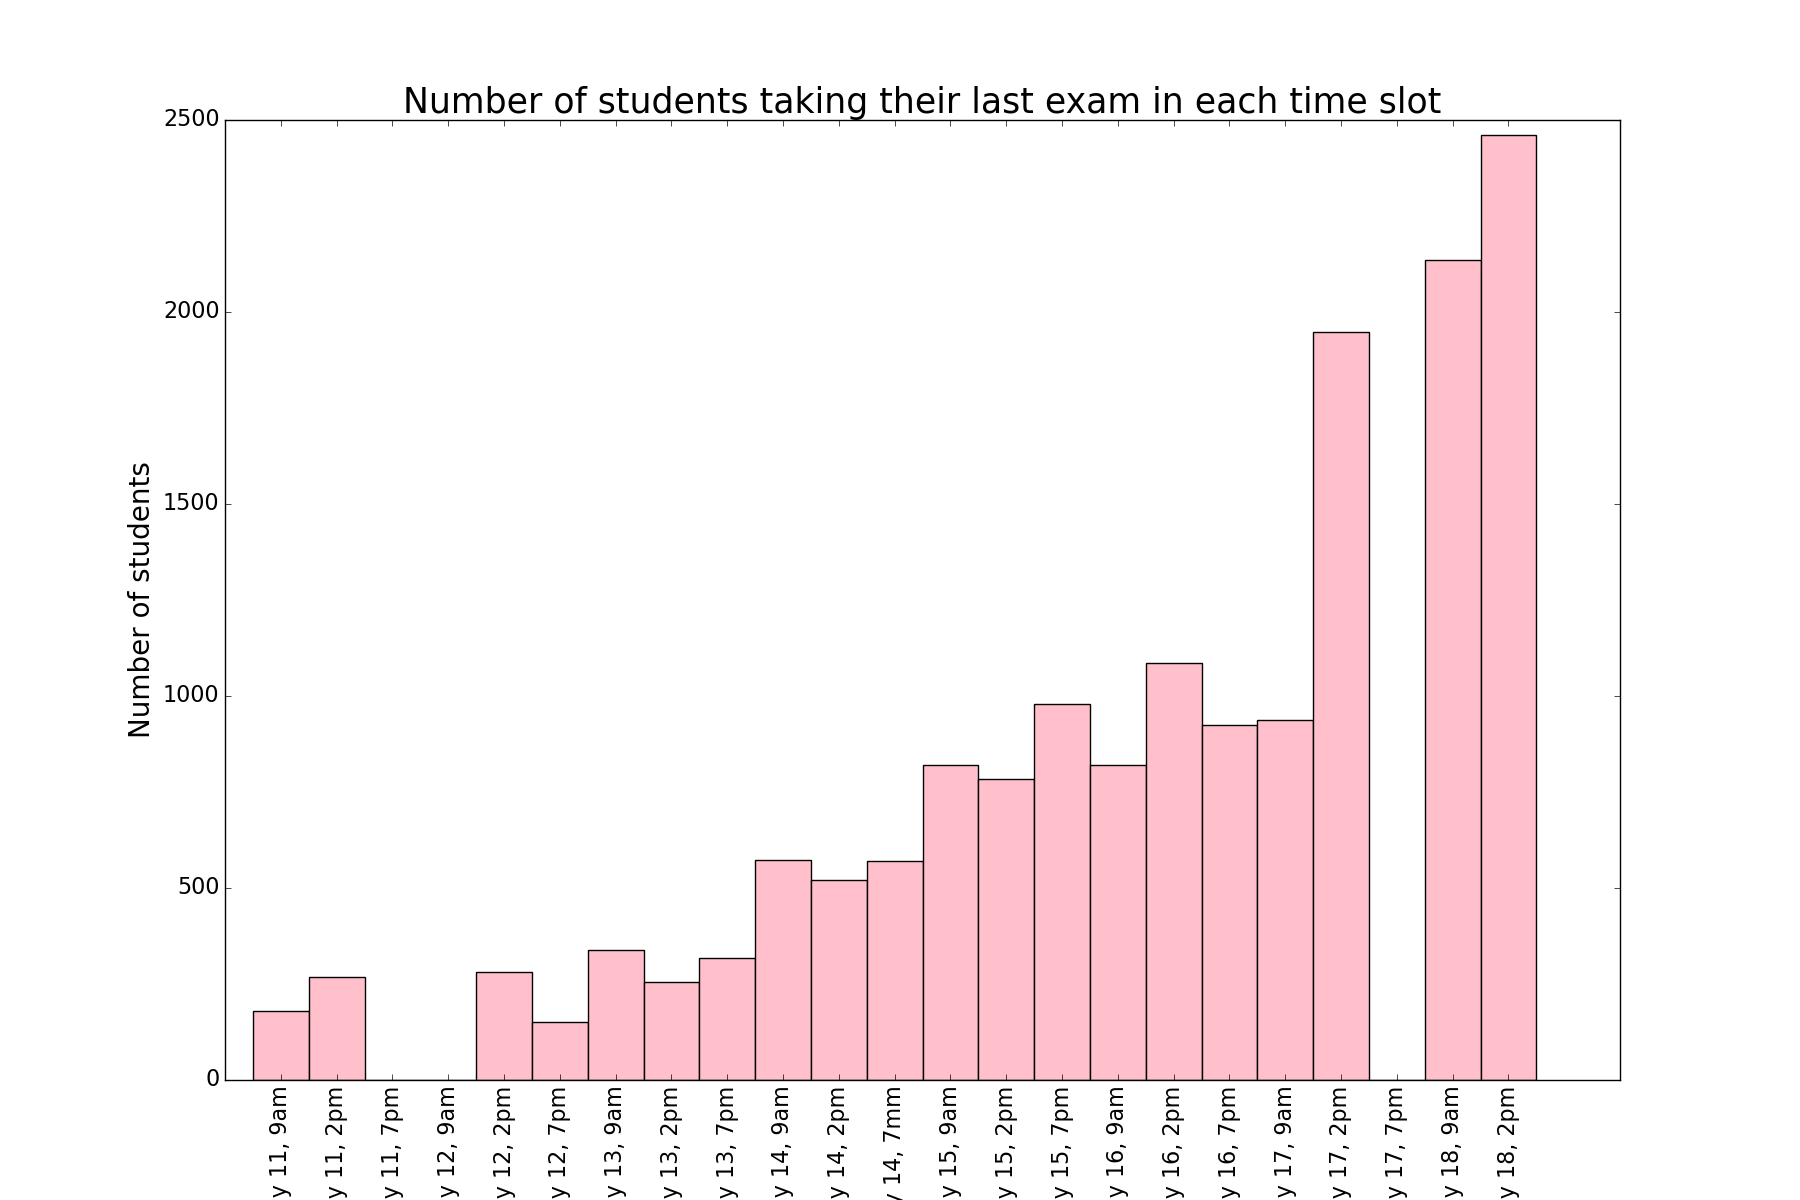 Number of students taking their last exam in each time slot
Number of students
2500
2000
1500
1000
500
0
y 11, 9am
y 11, 2pm
y 11, 7pm
y 12, 9am
y 12, 2pm
y 12, 7pm
y 13, 9am
y 13, 2pm
y 13, 7pm
y 14, 9am
y 14, 2pm
y 14, 7mm
y 15, 9am
y 15, 2pm
y 15, 7pm
y 16, 9am
y 16, 2pm
y 16, 7pm
y 17, 9am
y 17, 2pm
y 17, 7pm
y 18, 9am
y 18, 2pm